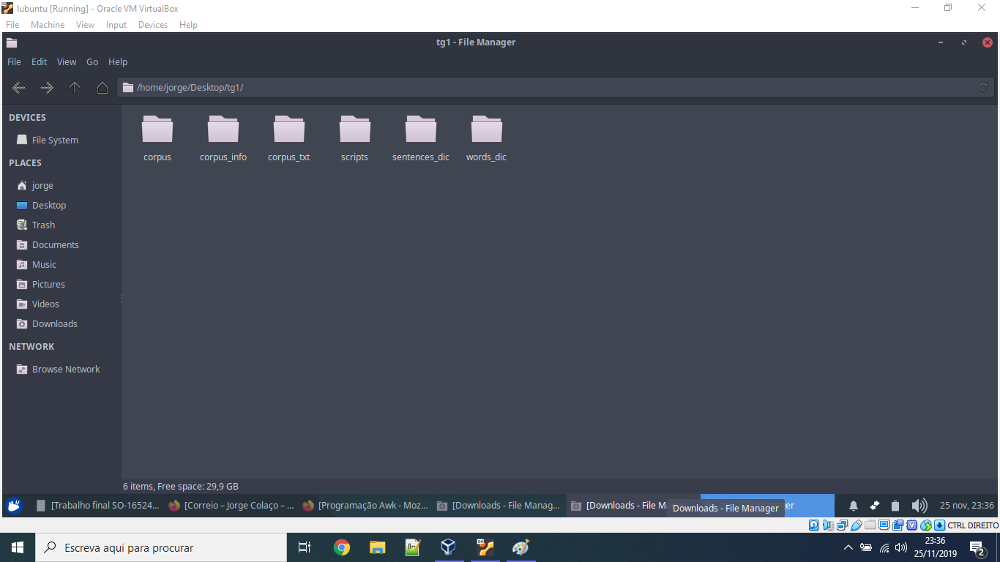 lubuntu [Running] - Oracle VM VirtualBox
File Machine View Input Devices Help
tg1 - File Manager
File Edit View Go Help
/home/jorge/Desktop/tg1/
DEVICES
File System
PLACES
jorge
Desktop
Trash
Documents
Music
Pictures
Videos
Downloads
NETWORK
Browse Network
corpus corpus_info corpus_txt scripts sentences_dic words_dic
6 items, Free space: 29,9 GB
[Trabalho final SO-16524... [Correio – Jorge Colaço – ... [Programação Awk - Moz... [Downloads - File Manag... [Downloads - File Ma
Downloads - File Manager
25 nov, 23:36
CTRL DIREITO
Escreva aqui para procurar
23:36
25/11/2019
2